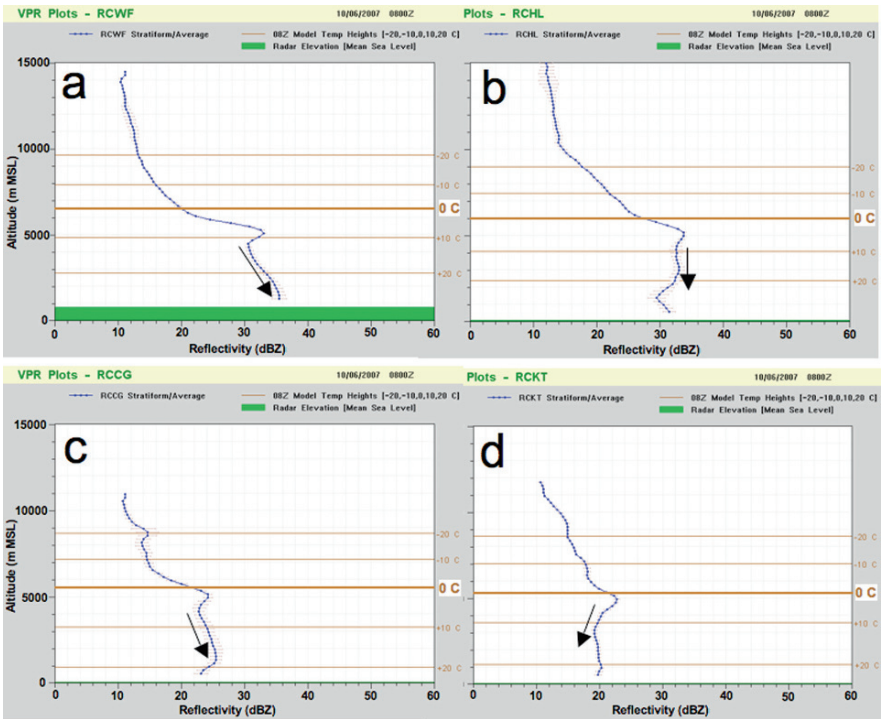 VPR Plots - RCWF 10/06/2007 0800Z
RCWF Stratiform/Average 08Z Model Temp Heights [-20,-10,0,10,20 C]
Radar Elevation [Mean Sea Level]
a
15000
10000
5000
0
Altitude (m MSL)
-20 C
-10 C
0 C
+10 C
+20 C
0 10 20 30 40 50 60
Reflectivity (dBZ)
Plots - RCHL 10/06/2007 0800Z
RCHL Stratiform/Average 08Z Model Temp Heights [-20,-10,0,10,20 C]
Radar Elevation [Mean Sea Level]
b
-20 C
-10 C
0 C
+10 C
+20 C
0 10 20 30 40 50 60
Reflectivity (dBZ)
VPR Plots - RCCG 10/06/2007 0800Z
RCCG Stratiform/Average 08Z Model Temp Heights [-20,-10,0,10,20 C]
Radar Elevation [Mean Sea Level]
c
15000
10000
5000
0
Altitude (m MSL)
-20 C
-10 C
0 C
+10 C
+20 C
0 10 20 30 40 50 60
Reflectivity (dBZ)
Plots - RCKT 10/06/2007 0800Z
RCKT Stratiform/Average 08Z Model Temp Heights [-20,-10,0,10,20 C]
Radar Elevation [Mean Sea Level]
d
-20 C
-10 C
0 C
+10 C
+20 C
0 10 20 30 40 50 60
Reflectivity (dBZ)